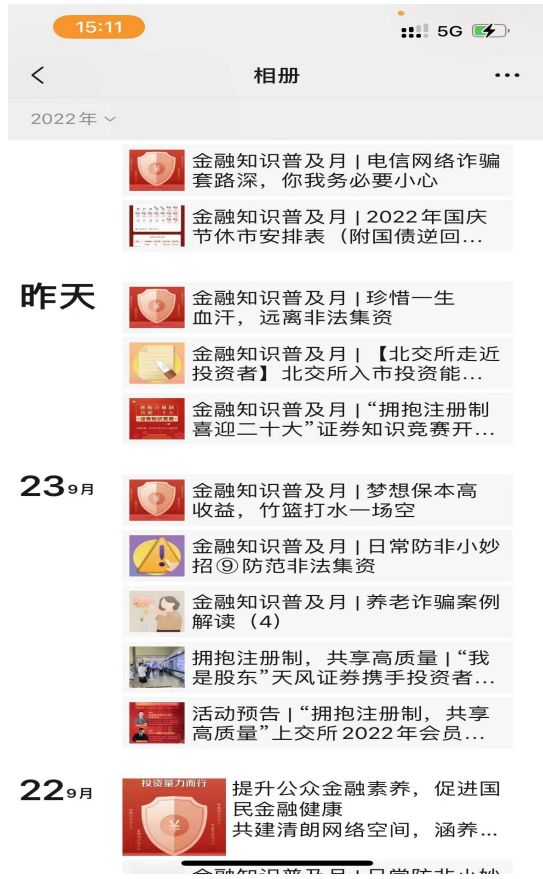 15:11
5G
相册
2022年
金融知识普及月 | 电信网络诈骗
套路深，你我务必要小心
金融知识普及月 | 2022年国庆
节休市安排表（附国债逆回...
昨天
金融知识普及月 | 珍惜一生
血汗，远离非法集资
金融知识普及月 | 【北交所走近
投资者】北交所入市投资能...
金融知识普及月 | “拥抱注册制
喜迎二十大”证券知识竞赛开...
23 9月
金融知识普及月 | 梦想保本高
收益，竹篮打水一场空
金融知识普及月 | 日常防非小妙
招⑨防范非法集资
金融知识普及月 | 养老诈骗案例
解读（4）
拥抱注册制，共享高质量 | “我
是股东”天风证券携手投资者...
活动预告 | “拥抱注册制，共享
高质量”上交所2022年会员...
22 9月
投资量力而行
提升公众金融素养，促进国
民金融健康
共建清朗网络空间，涵养...
金融知识普及月 | 日常防非小妙